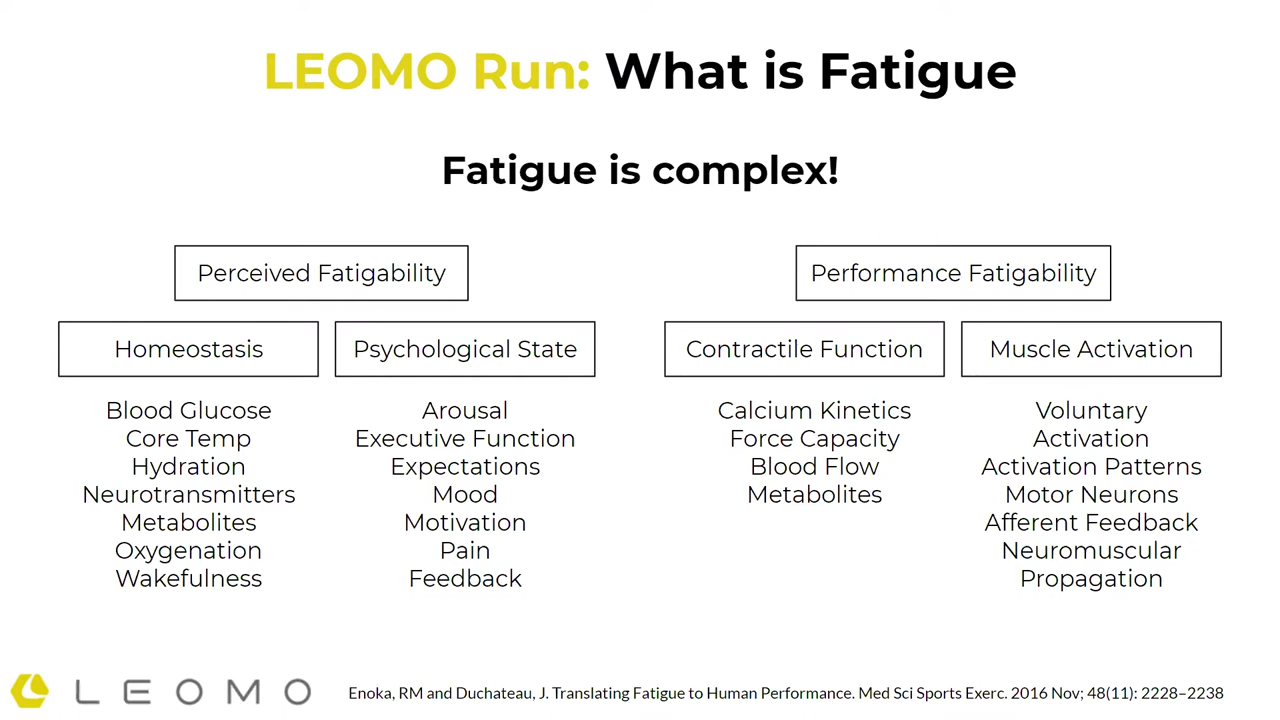 LEOMO Run: What is Fatigue
Fatigue is complex!
Perceived Fatigability
Homeostasis
Blood Glucose
Core Temp
Hydration
Neurotransmitters
Metabolites
Oxygenation
Wakefulness
Psychological State
Arousal
Executive Function
Expectations
Mood
Motivation
Pain
Feedback
Performance Fatigability
Contractile Function
Calcium Kinetics
Force Capacity
Blood Flow
Metabolites
Muscle Activation
Voluntary
Activation
Activation Patterns
Motor Neurons
Afferent Feedback
Neuromuscular
Propagation
LEOMO
Enoka, RM and Duchateau, J. Translating Fatigue to Human Performance. Med Sci Sports Exerc. 2016 Nov; 48(11): 2228–2238